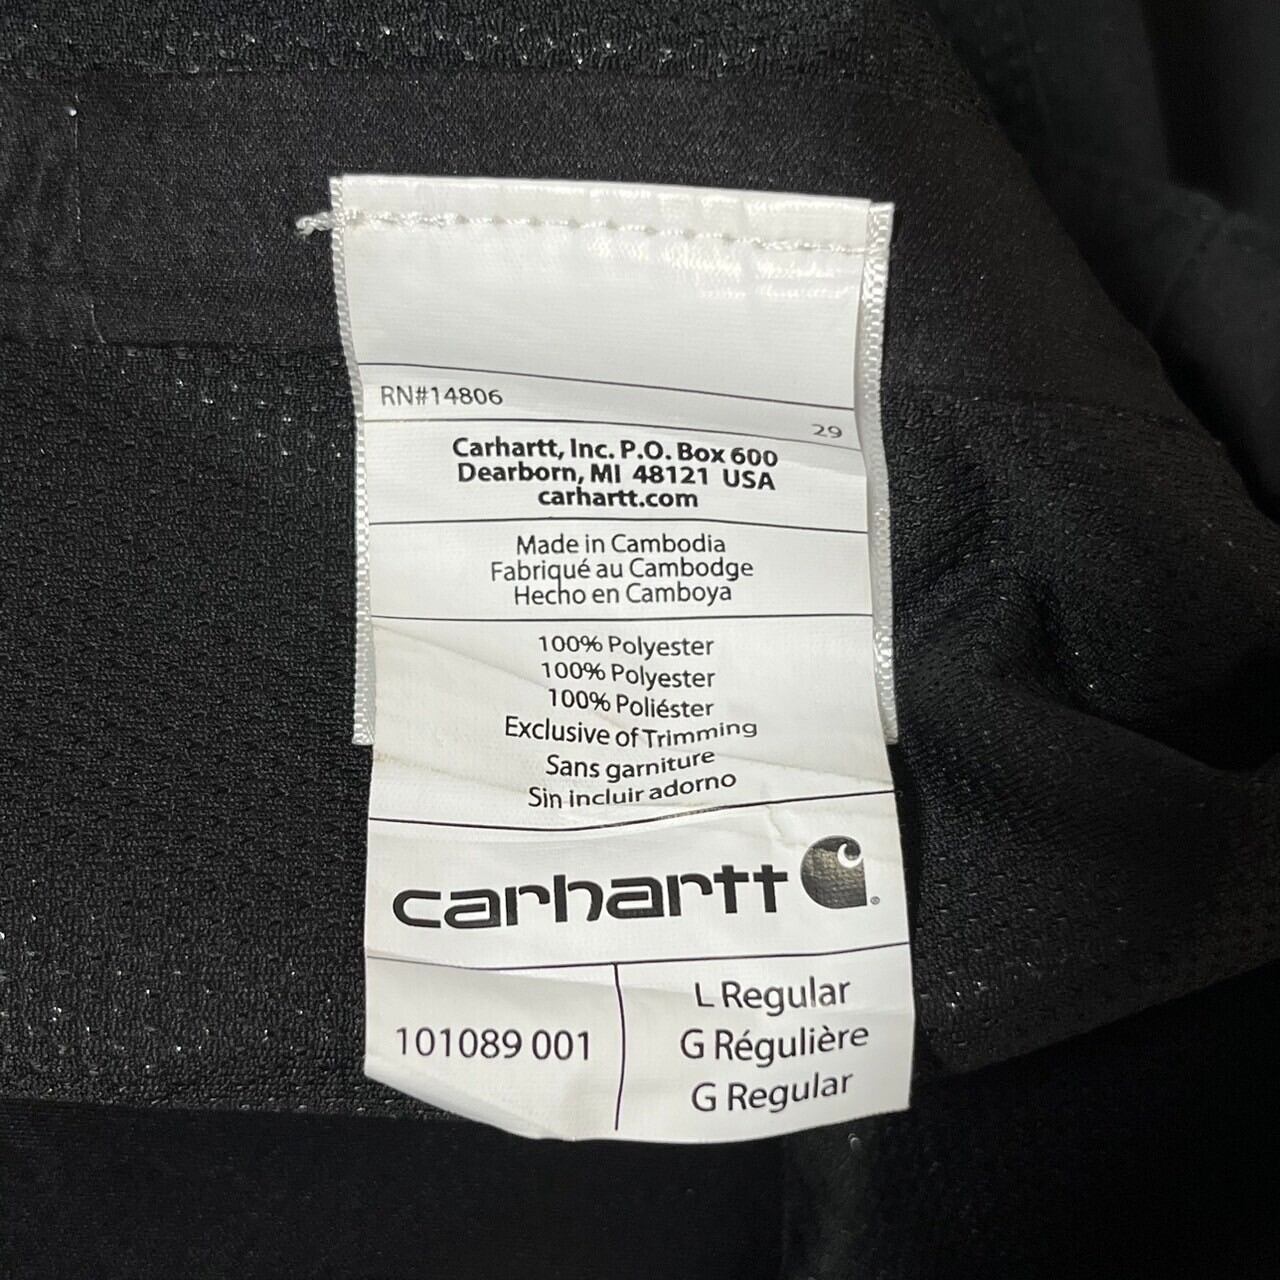 RN#14806
29
Carhartt, Inc. P.O. Box 600
Dearborn, MI 48121 USA
carhartt.com
Made in Cambodia
Fabriqué au Cambodge
Hecho en Camboya
100% Polyester
100% Polyester
100% Poliéster
Exclusive of Trimming
Sans garniture
Sin incluir adorno
carhartt
101089 001
L Regular
G Régulière
G Regular